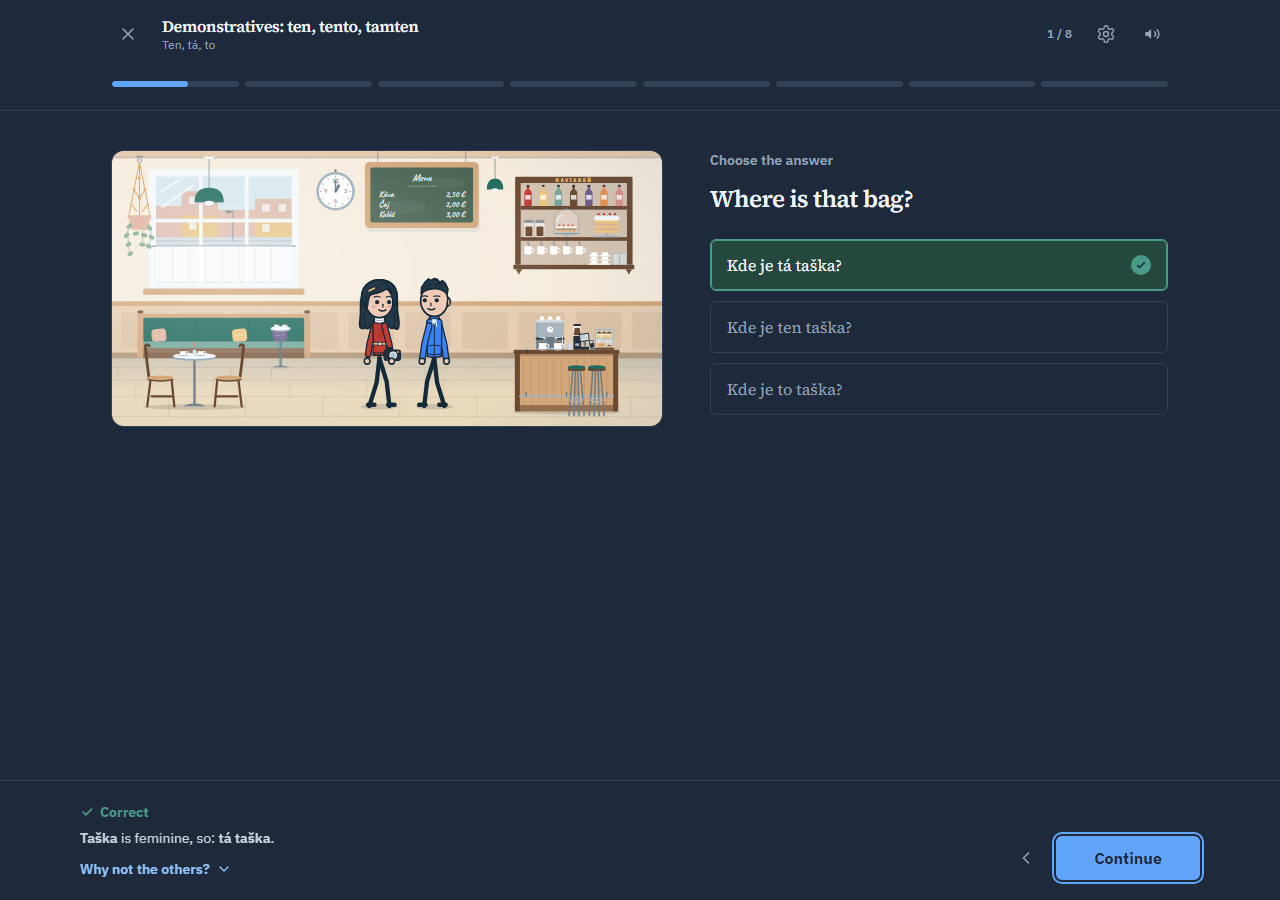 Demonstratives: ten, tento, tamten
Ten, tá, to
1 / 8
Menu
Káva 2,50 €
Čaj 2,00 €
Koláč 3,00 €
KAVIAREŇ
Choose the answer
Where is that bag?
Kde je tá taška?
Kde je ten taška?
Kde je to taška?
Correct
Taška is feminine, so: tá taška.
Why not the others?
Continue